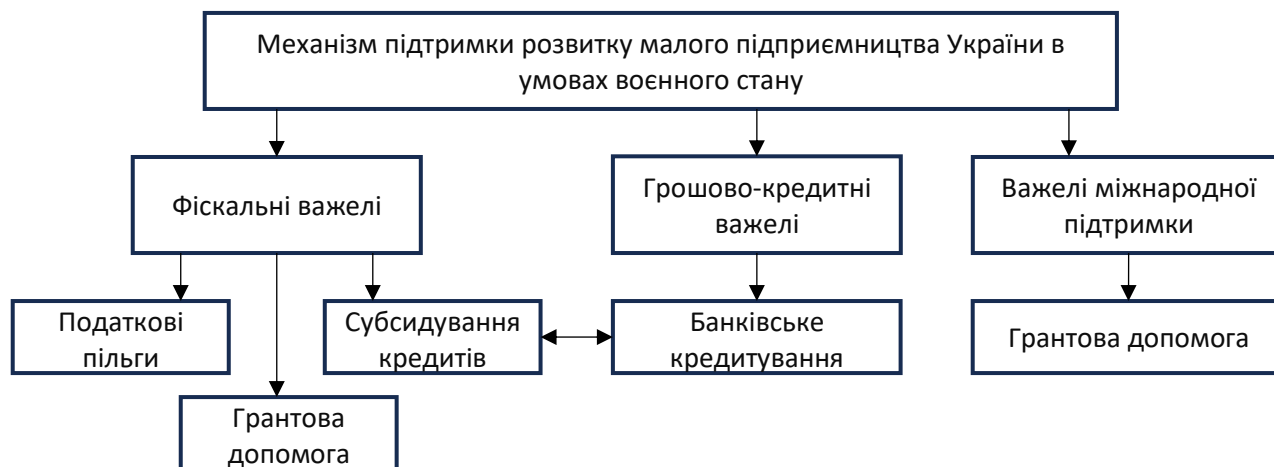 Механізм підтримки розвитку малого підприємництва України в
умовах воєнного стану
Фіскальні важелі
Грошово-кредитні
важелі
Важелі міжнародної
підтримки
Податкові
пільги
Субсидування
кредитів
Банківське
кредитування
Грантова допомога
Грантова
допомога